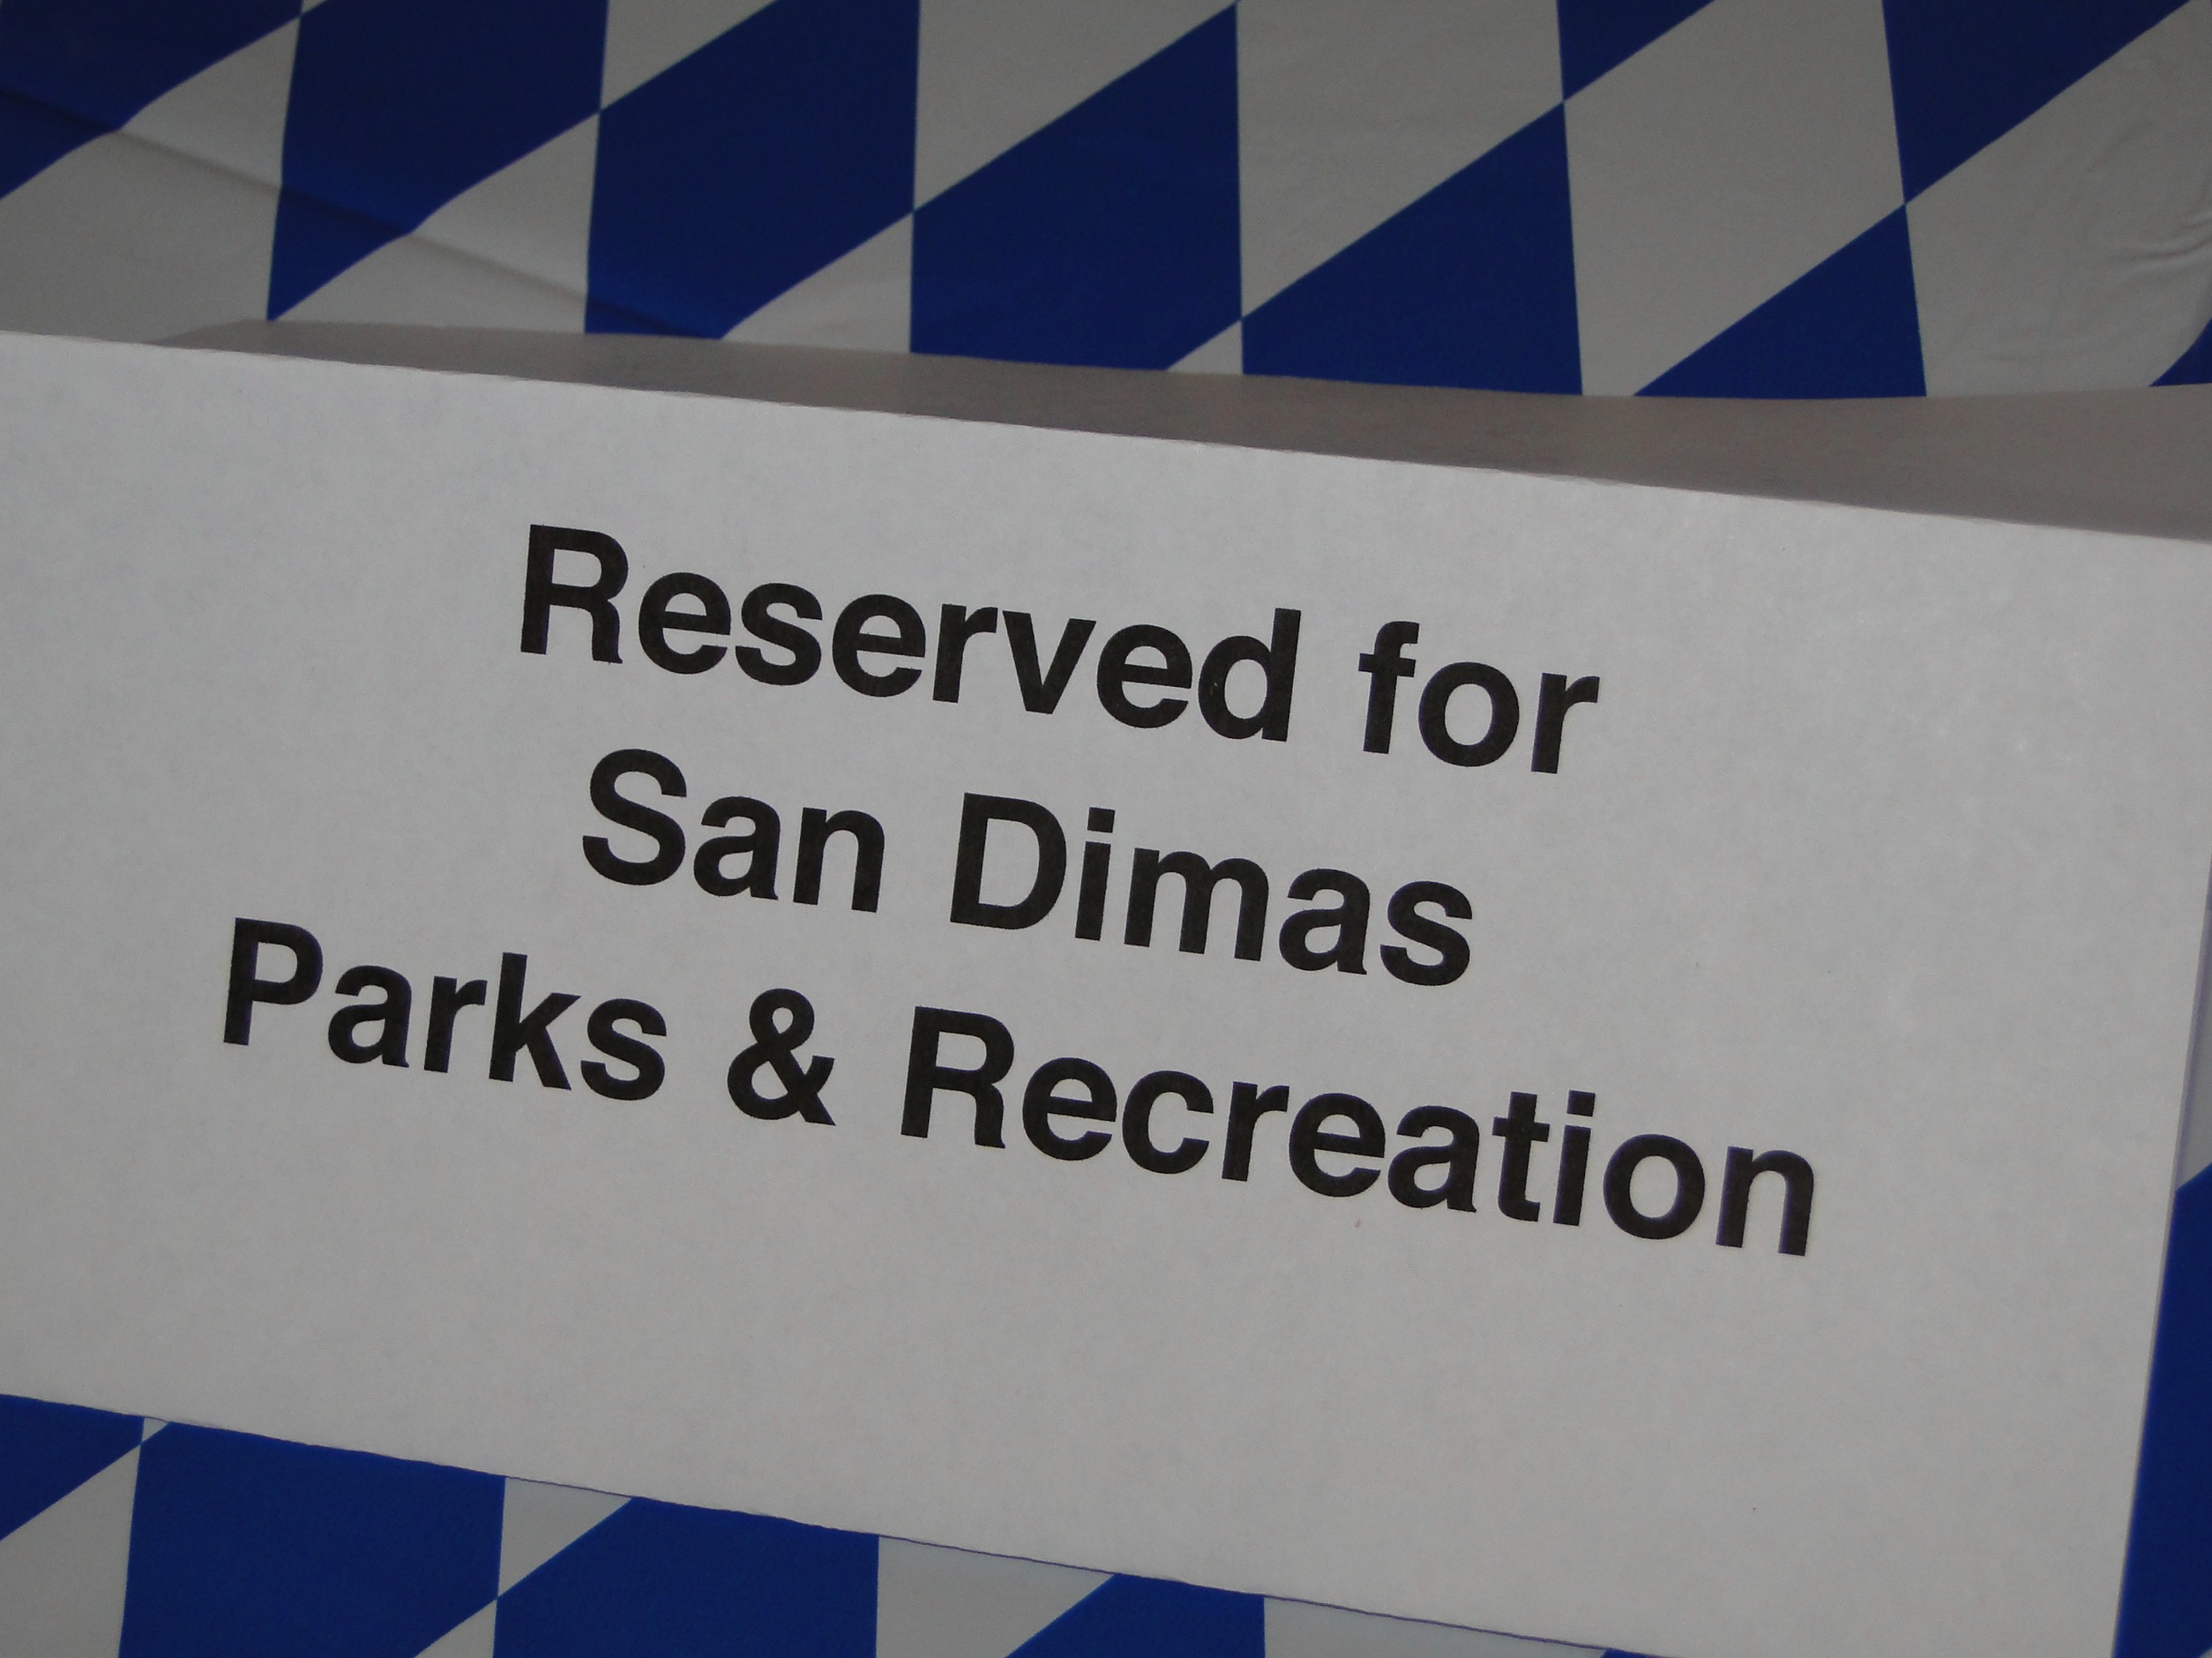 Reserved for
San Dimas
Parks & Recreation